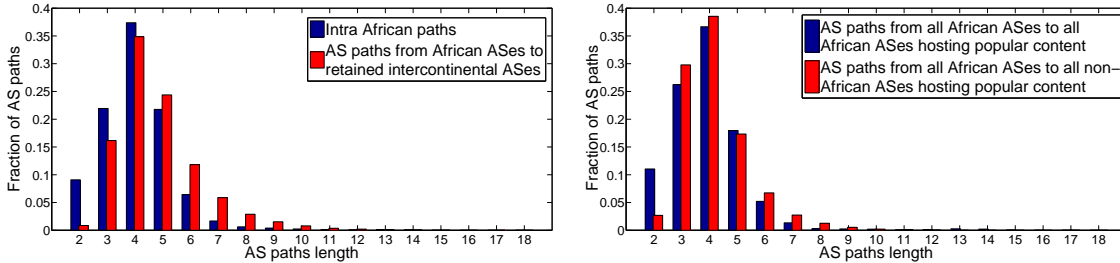 0.4
0.35
0.3
0.25
0.2
0.15
0.1
0.05
0
Fraction of AS paths
2 3 4 5 6 7 8 9 10 11 12 13 14 15 16 17 18
AS paths length
Intra African paths
AS paths from African ASes to
retained intercontinental ASes
0.4
0.35
0.3
0.25
0.2
0.15
0.1
0.05
0
Fraction of AS paths
2 3 4 5 6 7 8 9 10 11 12 13 14 15 16 17 18
AS paths length
AS paths from all African ASes to all
African ASes hosting popular content
AS paths from all African ASes to all non−
African ASes hosting popular content